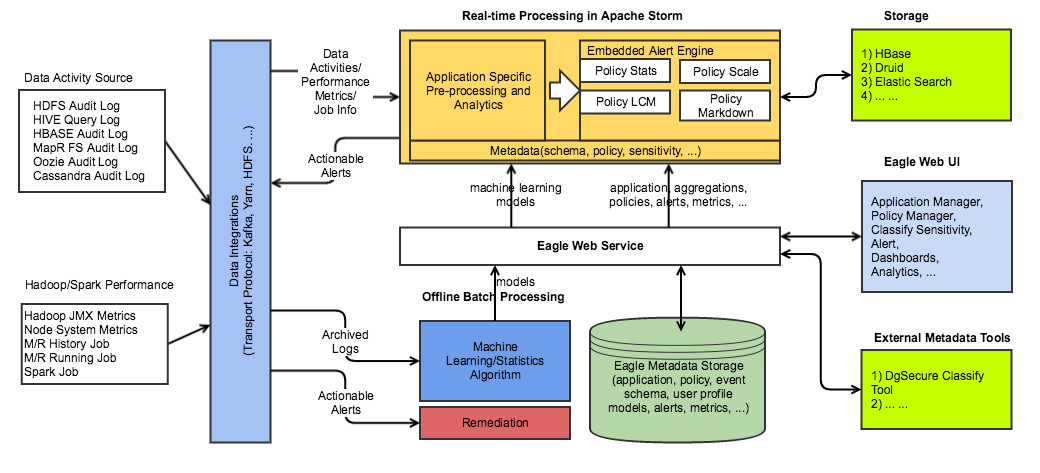 Real-time Processing in Apache Storm
Storage
Data
Activities/
Performance
Metrics/
Job Info
Application Specific
Pre-processing and
Analytics
Embedded Alert Engine
Policy Stats
Policy Scale
Policy LCM
Policy
Markdown
Metadata(schema, policy, sensitivity, ...)
1) HBase
2) Druid
3) Elastic Search
4) ... ...
Data Activity Source
HDFS Audit Log
HIVE Query Log
HBASE Audit Log
MapR FS Audit Log
Oozie Audit Log
Cassandra Audit Log
Actionable
Alerts
Data Integrations
(Transport Protocol: Kafka, Yarn, HDFS. ...)
machine learning
models
application, aggregations,
policies, alerts, metrics, ...
Eagle Web UI
Application Manager,
Policy Manager,
Classify Sensitivity,
Alert,
Dashboards,
Analytics, ...
Eagle Web Service
Hadoop/Spark Performance
Hadoop JMX Metrics
Node System Metrics
M/R History Job
M/R Running Job
Spark Job
models
Offline Batch Processing
Archived
Logs
Machine
Learning/Statistics
Algorithm
Actionable
Alerts
Remediation
Eagle Metadata Storage
(application, policy, event
schema, user profile
models, alerts, metrics, ...)
External Metadata Tools
1) DgSecure Classify
Tool
2) ... ...